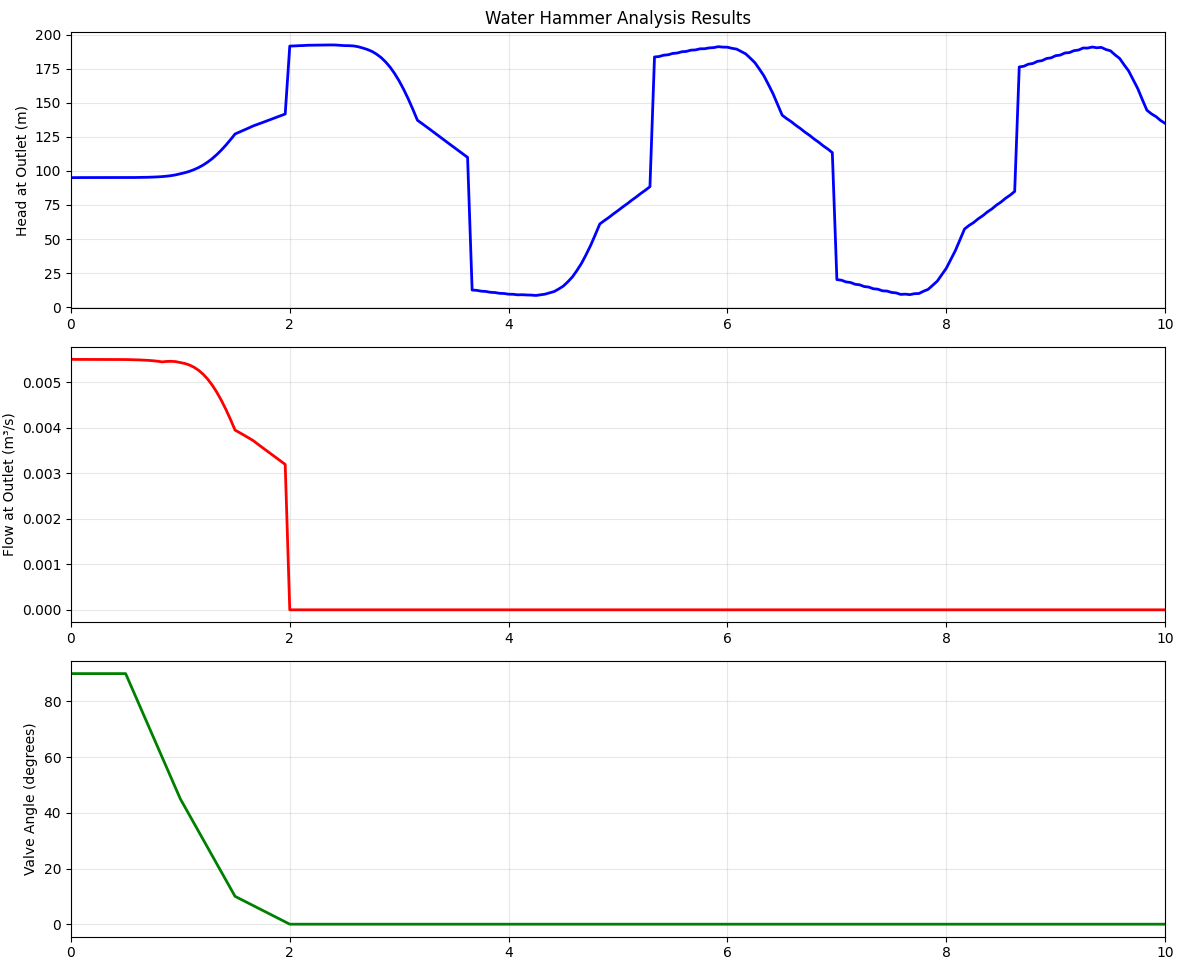 Water Hammer Analysis Results
Head at Outlet (m)
200
175
150
125
100
75
50
25
0
0 2 4 6 8 10
Flow at Outlet (m³/s)
0.005
0.004
0.003
0.002
0.001
0.000
0 2 4 6 8 10
Valve Angle (degrees)
80
60
40
20
0
0 2 4 6 8 10